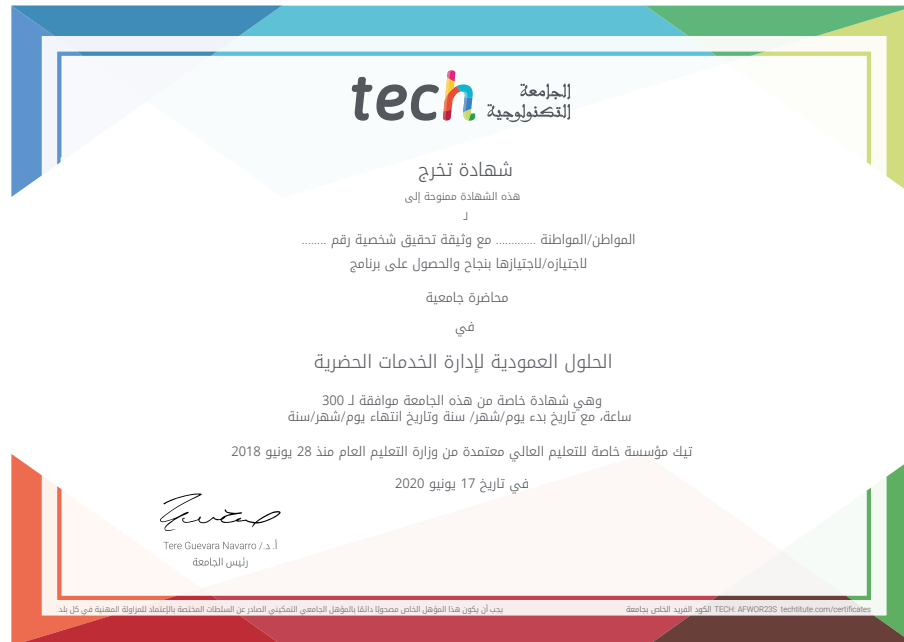 tech الجامعة
التكنولوجية
شهادة تخرج
هذه الشهادة ممنوحة إلى
لـ
المواطن/المواطنة ............ مع وثيقة تحقيق شخصية رقم ........
لاجتيازه/لاجتيازها بنجاح والحصول على برنامج
محاضرة جامعية
في
الحلول العمودية لإدارة الخدمات الحضرية
وهي شهادة خاصة من هذه الجامعة موافقة لـ 300
ساعة، مع تاريخ بدء يوم/شهر/ سنة وتاريخ انتهاء يوم/شهر/سنة
تيك مؤسسة خاصة للتعليم العالي معتمدة من وزارة التعليم العام منذ 28 يونيو 2018
في تاريخ 17 يونيو 2020
أ. د./ Tere Guevara Navarro
رئيس الجامعة
يجب أن يكون هذا المؤهل الخاص مصحوبًا دائمًا بالمؤهل الجامعي التمكيني الصادر عن السلطات المختصة بالإعتماد للمزاولة المهنية في كل بلد.
الكود الفريد الخاص بجامعة TECH: AFWOR23S techtitute.com/certificates